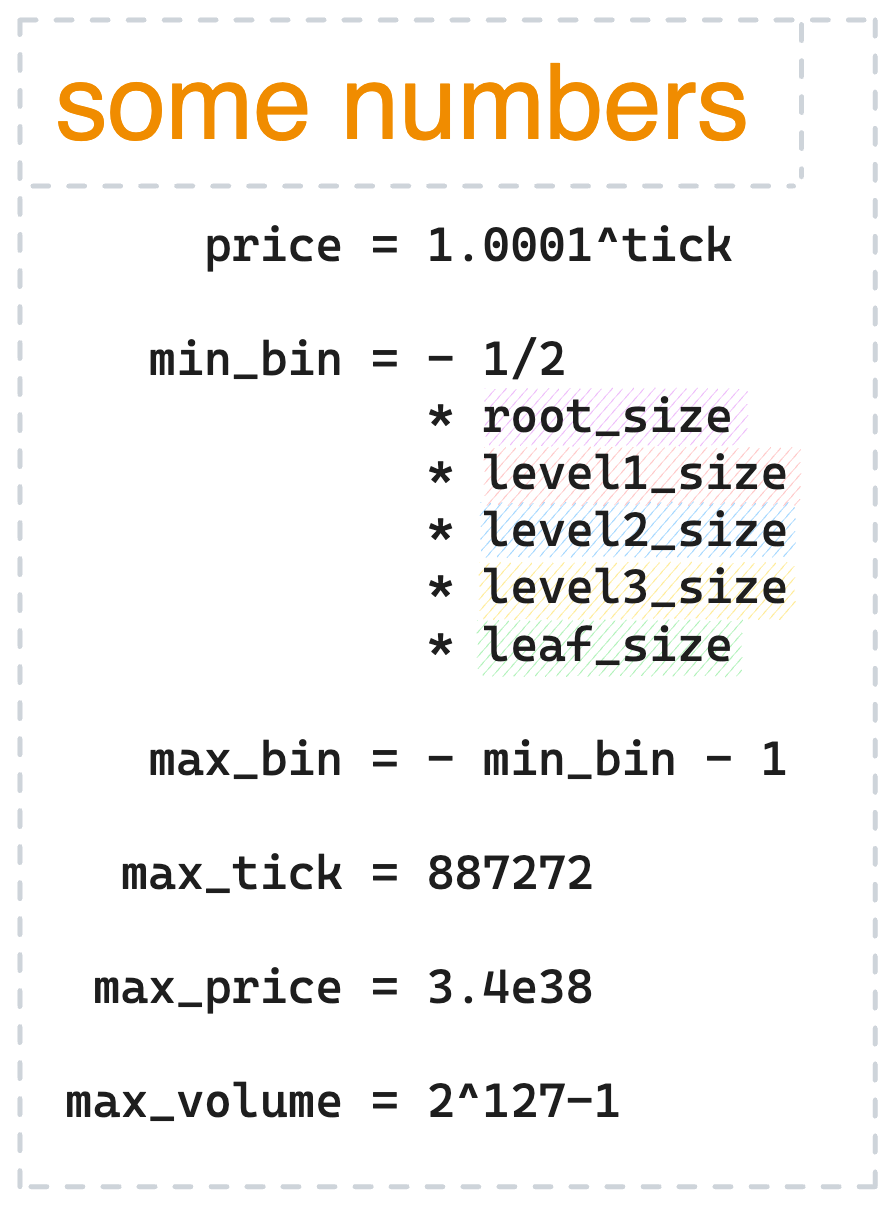 some numbers
price = 1.0001^tick
min_bin = - 1/2
* root_size
* level1_size
* level2_size
* level3_size
* leaf_size
max_bin = - min_bin - 1
max_tick = 887272
max_price = 3.4e38
max_volume = 2^127-1